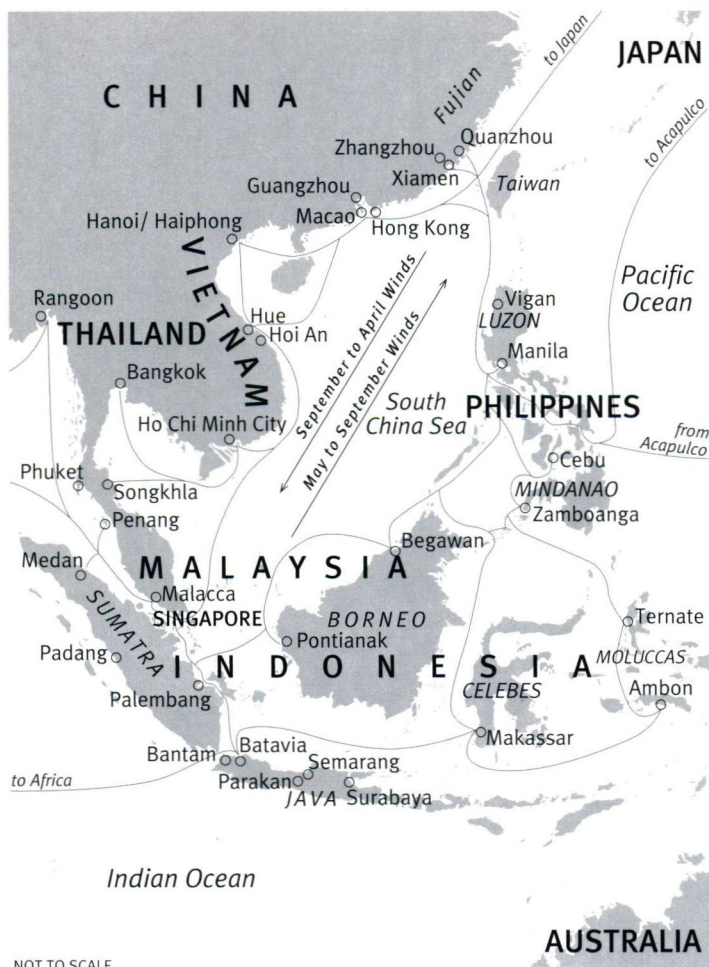 to Japan
JAPAN
CHINA
Fujian
to Acapulco
Quanzhou
Zhangzhou
Xiamen
Taiwan
Guangzhou
Macao
Hong Kong
Hanoi/ Haiphong
VIETNAM
Pacific
Ocean
Rangoon
Hue
Hoi An
THAILAND
Bangkok
September to April Winds
May to September Winds
Vigan
LUZON
Manila
South
China Sea
PHILIPPINES
Ho Chi Minh City
from
Acapulco
Cebu
Phuket
Songkhla
MINDANAO
Zamboanga
Penang
Begawan
Medan
MALAYSIA
Malacca
SINGAPORE
SUMATRA
BORNEO
Ternate
Pontianak
Padang
INDONESIA
MOLUCCAS
CELEBES
Ambon
Palembang
Makassar
Bantam
Batavia
Semarang
to Africa
Parakan
JAVA
Surabaya
Indian Ocean
AUSTRALIA
NOT TO SCALE